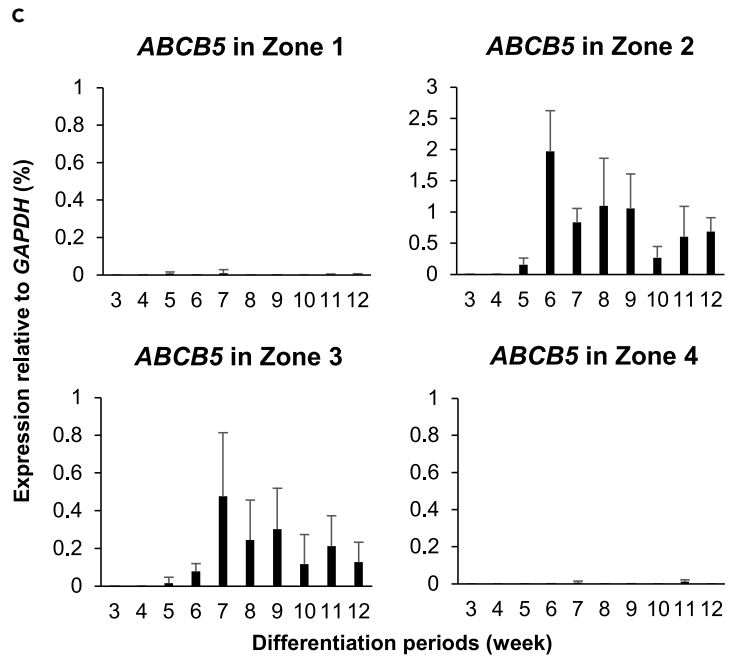 C
ABCB5 in Zone 1
ABCB5 in Zone 2
Expression relative to GAPDH (%)
1
0.8
0.6
0.4
0.2
0
3 4 5 6 7 8 9 10 11 12
3
2.5
2
1.5
1
0.5
0
3 4 5 6 7 8 9 10 11 12
ABCB5 in Zone 3
ABCB5 in Zone 4
1
0.8
0.6
0.4
0.2
0
3 4 5 6 7 8 9 10 11 12
1
0.8
0.6
0.4
0.2
0
3 4 5 6 7 8 9 10 11 12
Differentiation periods (week)